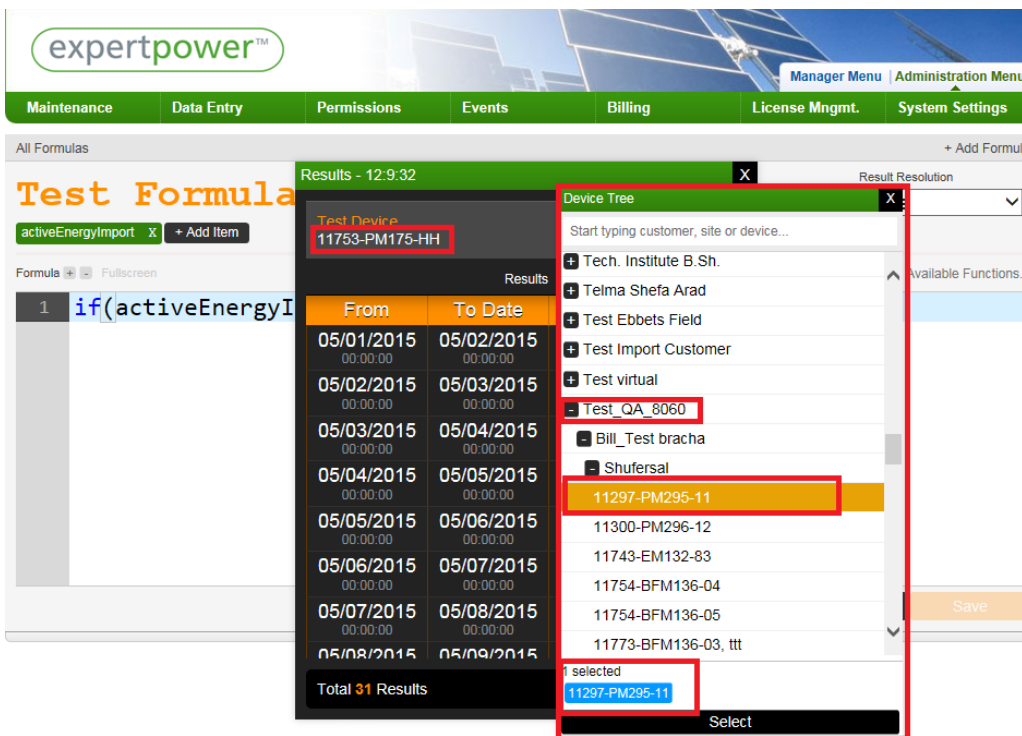 expertpower™
Manager Menu | Administration Menu
Maintenance Data Entry Permissions Events Billing License Mngmt. System Settings
All Formulas
+ Add Formul
Test Formula
Result Resolution
activeEnergyImport X + Add Item
Formula + - Fullscreen
Available Functions.
1 if(activeEnergyI
Results - 12:9:32 X
Test Device
11753-PM175-HH
Results
From To Date
05/01/2015 05/02/2015
00:00:00 00:00:00
05/02/2015 05/03/2015
00:00:00 00:00:00
05/03/2015 05/04/2015
00:00:00 00:00:00
05/04/2015 05/05/2015
00:00:00 00:00:00
05/05/2015 05/06/2015
00:00:00 00:00:00
05/06/2015 05/07/2015
00:00:00 00:00:00
05/07/2015 05/08/2015
00:00:00 00:00:00
05/08/2015 05/09/2015
Total 31 Results
Device Tree X
Start typing customer, site or device...
+ Tech. Institute B.Sh.
+ Telma Shefa Arad
+ Test Ebbets Field
+ Test Import Customer
+ Test virtual
- Test_QA_8060
- Bill_Test bracha
- Shufersal
11297-PM295-11
11300-PM296-12
11743-EM132-83
11754-BFM136-04
11754-BFM136-05
11773-BFM136-03, ttt
1 selected
11297-PM295-11
Select
Save